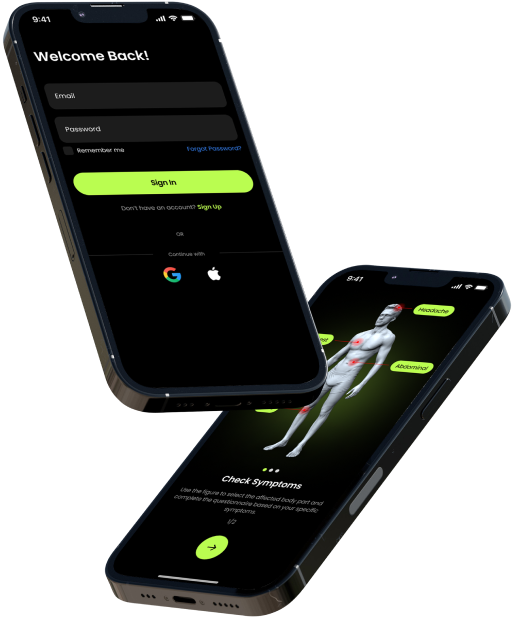 9:41
Welcome Back!
Email
Password
Remember me
Forgot Password?
Sign In
Don't have an account? Sign Up
OR
Continue with
9:41
Headache
Abdominal
Check Symptoms
Use the figure to select the affected body part and
complete the questionnaire based on your specific
symptoms.